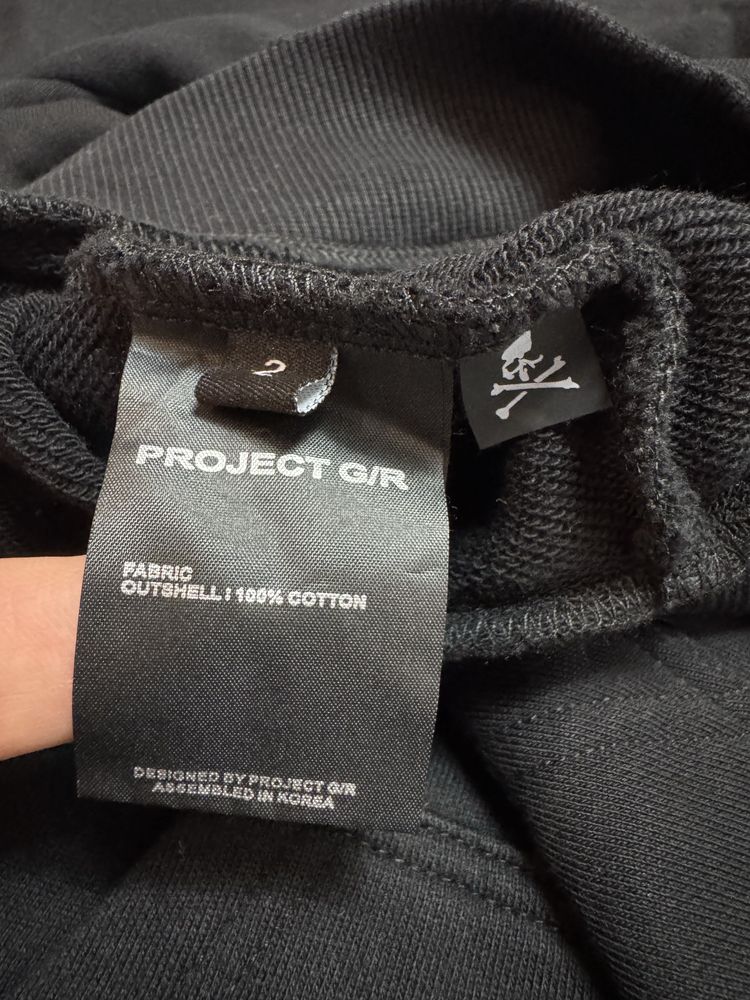 2
PROJECT G/R
FABRIC
OUTSHELL : 100% COTTON
DESIGNED BY PROJECT G/R
ASSEMBLED IN KOREA